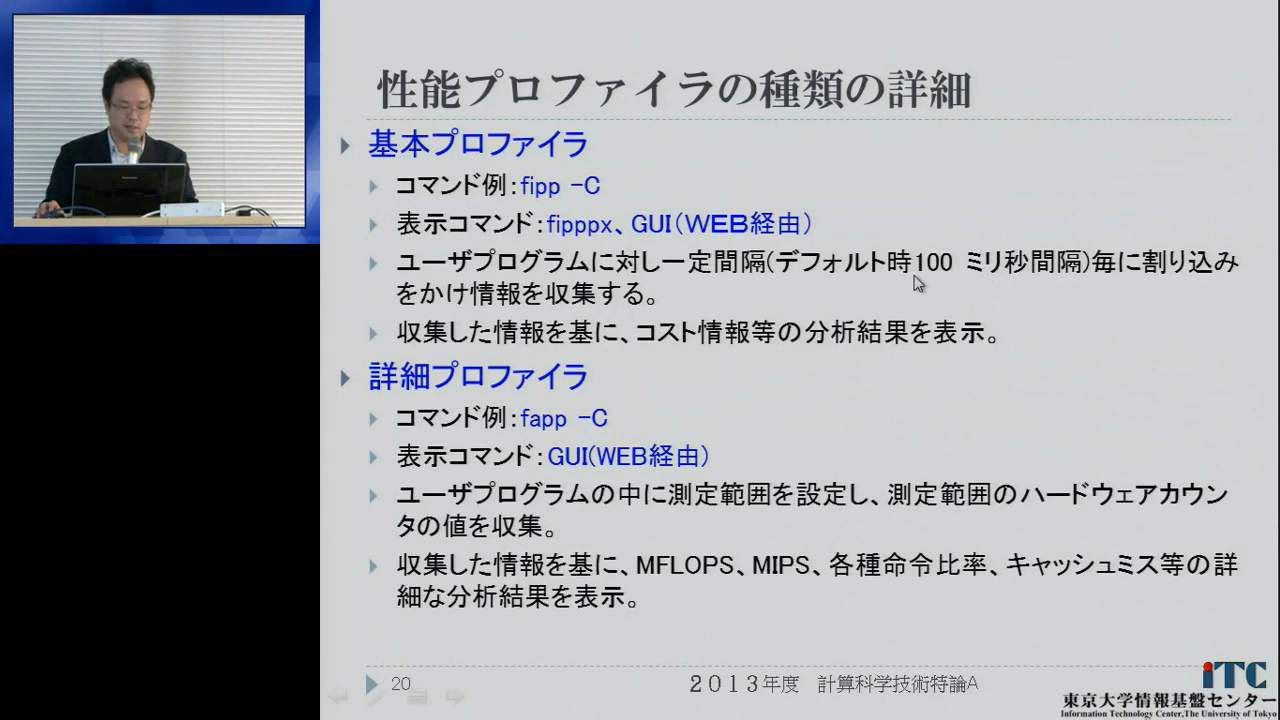 性能プロファイラの種類の詳細
基本プロファイラ
コマンド例：fipp -C
表示コマンド：fipppx、GUI（WEB経由）
ユーザプログラムに対し一定間隔(デフォルト時100 ミリ秒間隔)毎に割り込み
をかけ情報を収集する。
収集した情報を基に、コスト情報等の分析結果を表示。
詳細プロファイラ
コマンド例：fapp -C
表示コマンド：GUI(WEB経由)
ユーザプログラムの中に測定範囲を設定し、測定範囲のハードウェアカウン
タの値を収集。
収集した情報を基に、MFLOPS、MIPS、各種命令比率、キャッシュミス等の詳
細な分析結果を表示。
20
２０１３年度 計算科学技術特論A
iTC
東京大学情報基盤センター
Information Technology Center,The University of Tokyo